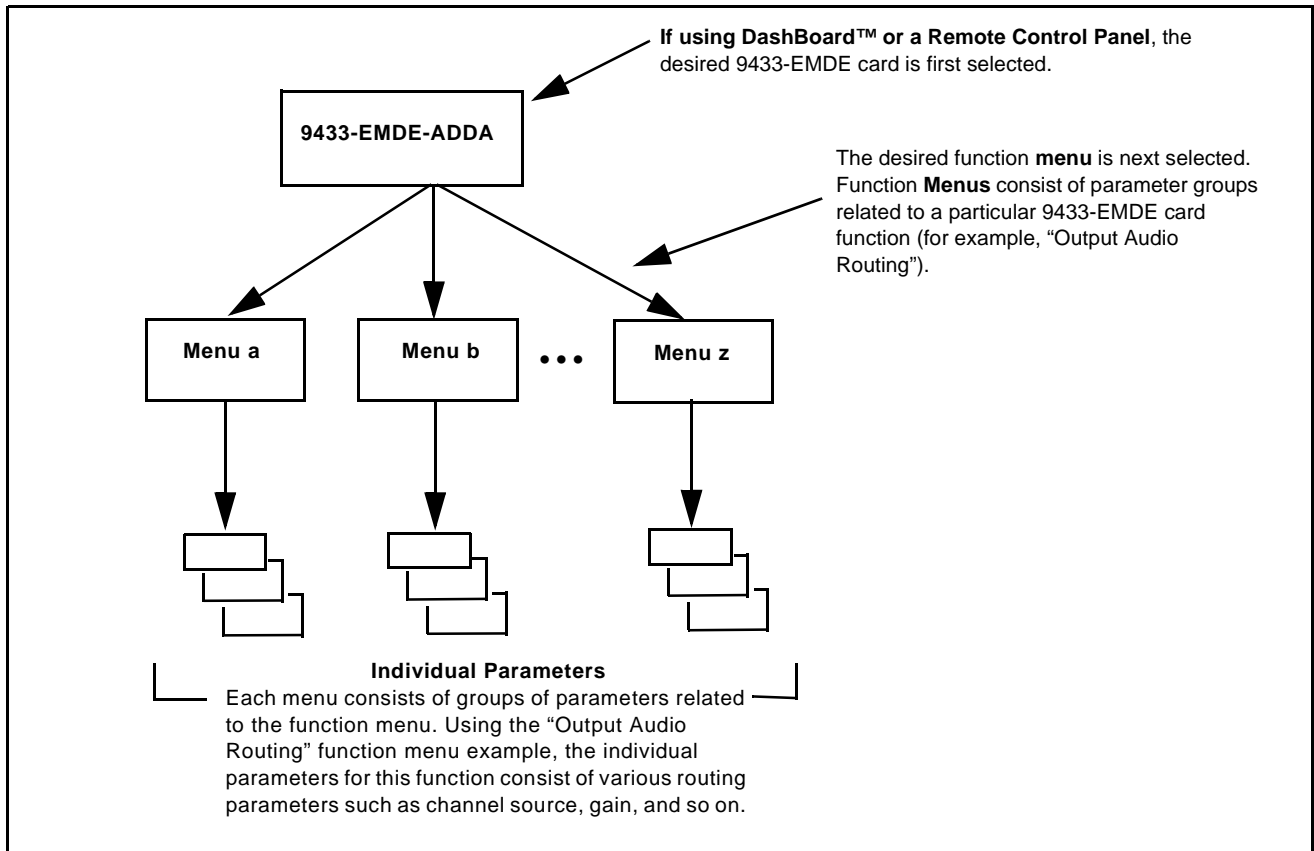 If using DashBoard™ or a Remote Control Panel, the
desired 9433-EMDE card is first selected.
9433-EMDE-ADDA
The desired function menu is next selected.
Function Menus consist of parameter groups
related to a particular 9433-EMDE card
function (for example, “Output Audio
Routing”).
Menu a
Menu b
•••
Menu z
Individual Parameters
Each menu consists of groups of parameters related
to the function menu. Using the “Output Audio
Routing” function menu example, the individual
parameters for this function consist of various routing
parameters such as channel source, gain, and so on.